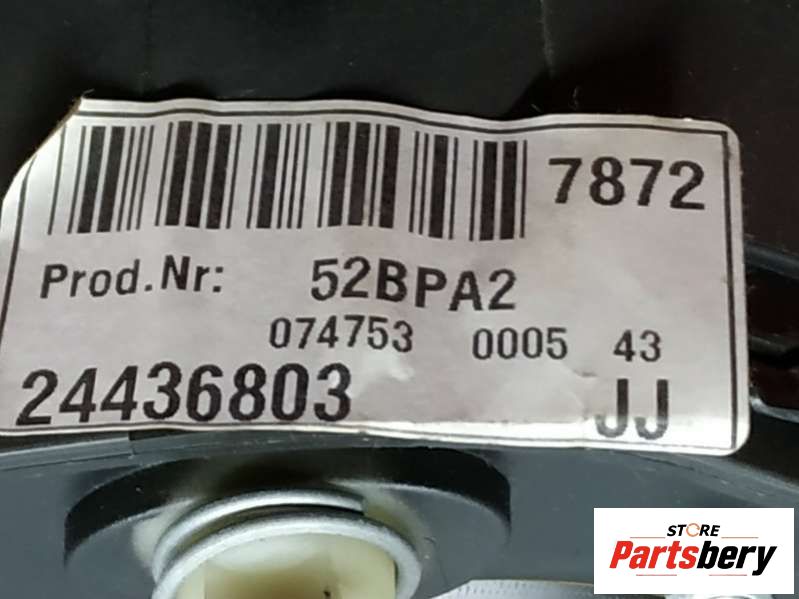 7872
Prod.Nr: 52BPA2
074753 0005 43
24436803 JJ
STORE
Partsbery